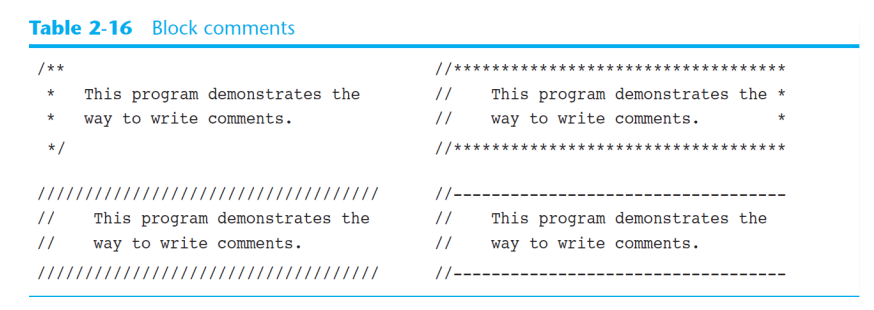 Table 2-16 Block comments
/**
 *   This program demonstrates the
 *   way to write comments.
 */
//***********************************
//    This program demonstrates the *
//    way to write comments.        *
//***********************************
////////////////////////////////////
//    This program demonstrates the
//    way to write comments.
////////////////////////////////////
//-----------------------------------
//    This program demonstrates the
//    way to write comments.
//-----------------------------------